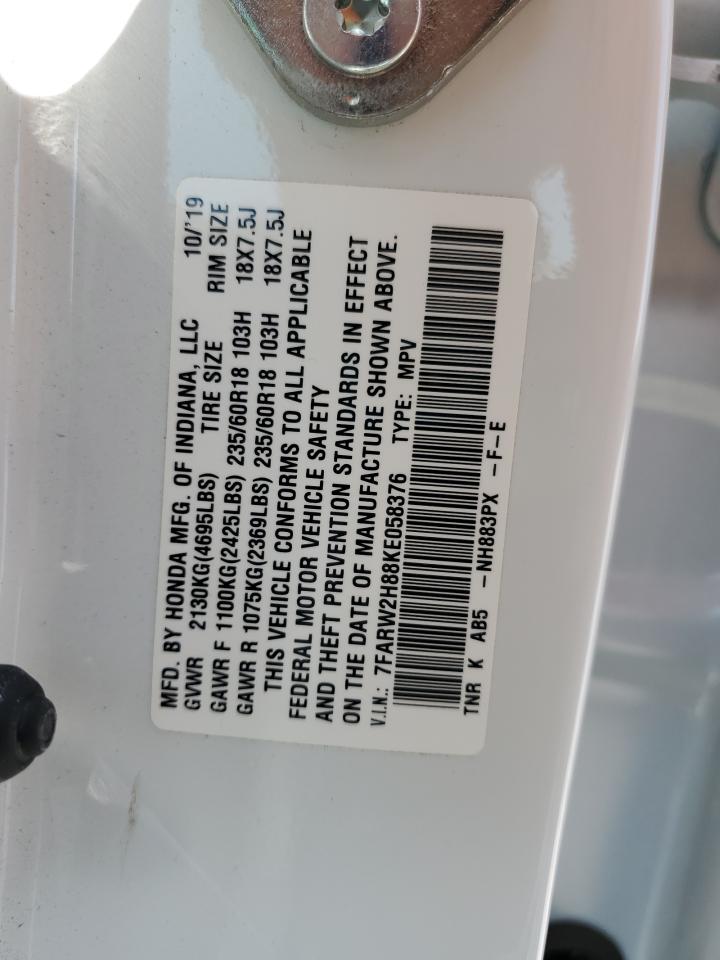 MFD. BY HONDA MFG. OF INDIANA, LLC 10/'19
GVWR 2130KG(4695LBS) TIRE SIZE RIM SIZE
GAWR F 1100KG(2425LBS) 235/60R18 103H 18X7.5J
GAWR R 1075KG(2369LBS) 235/60R18 103H 18X7.5J
THIS VEHICLE CONFORMS TO ALL APPLICABLE
FEDERAL MOTOR VEHICLE SAFETY
AND THEFT PREVENTION STANDARDS IN EFFECT
ON THE DATE OF MANUFACTURE SHOWN ABOVE.
V.I.N.: 7FARW2H88KE058376 TYPE: MPV
TNR K AB5 -NH883PX -F-E